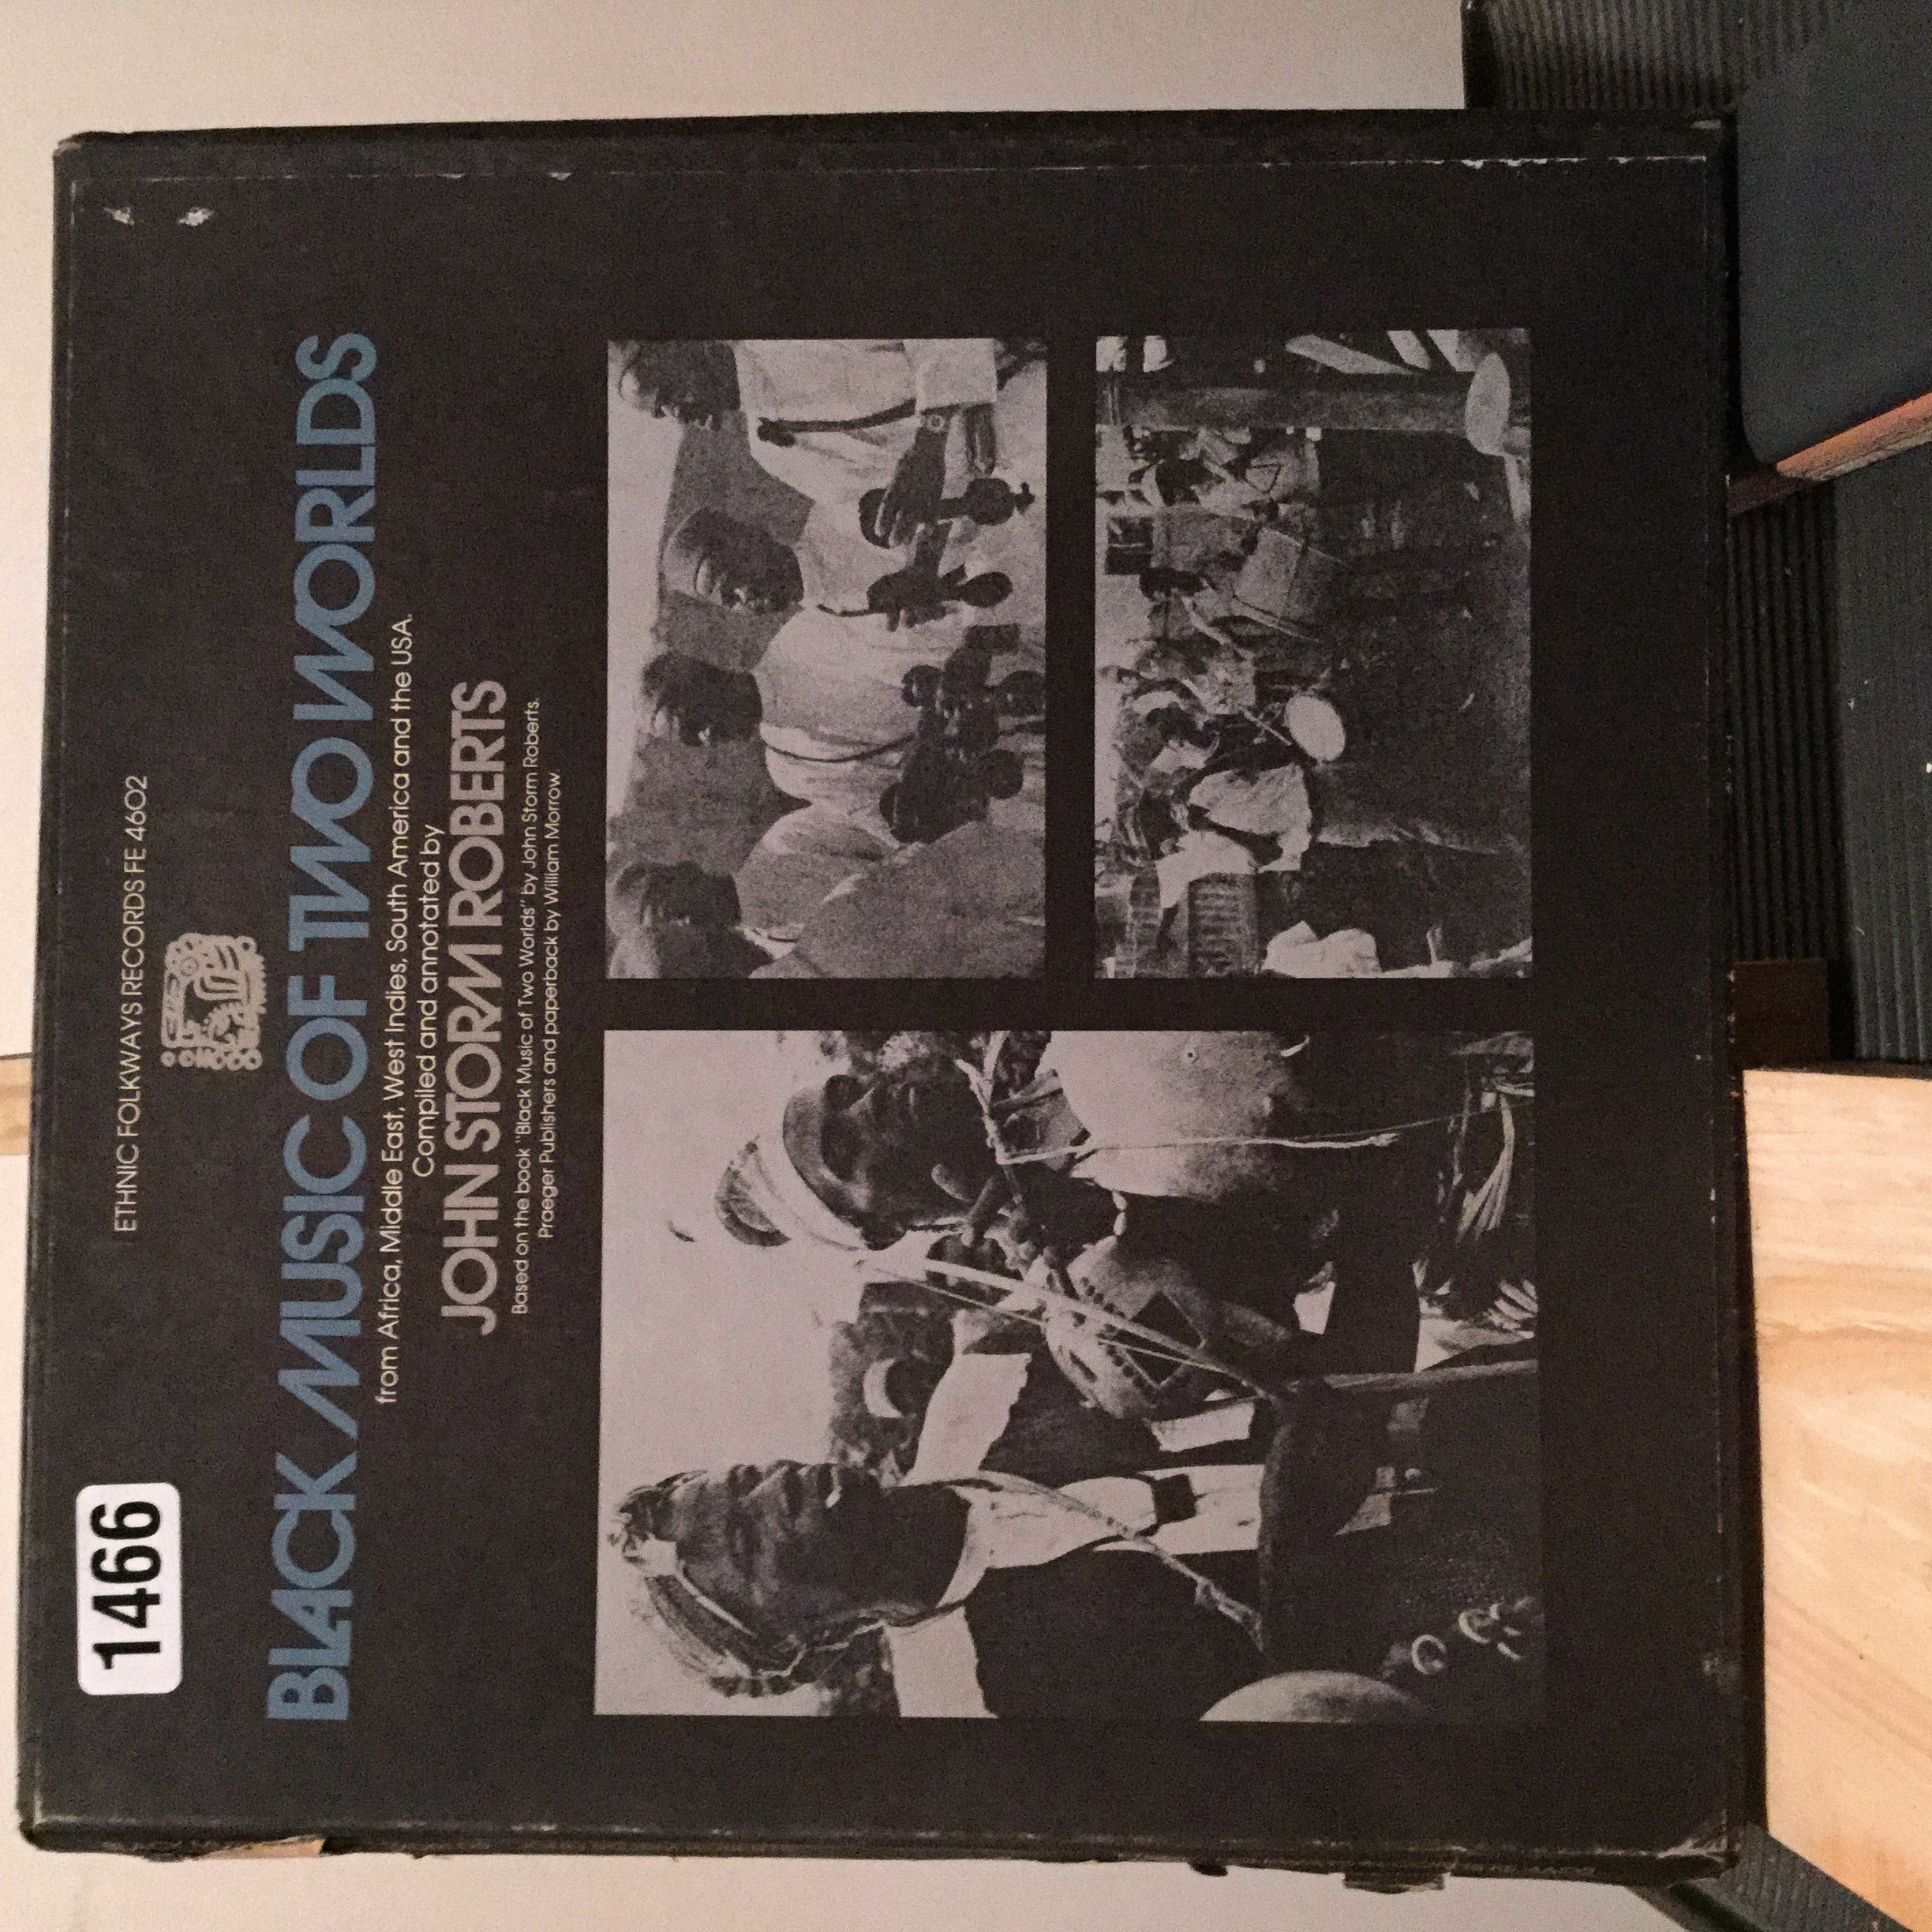 1466
ETHNIC FOLKWAYS RECORDS FE 4602
BLACK MUSIC OF TWO WORLDS
from Africa, Middle East, West Indies, South America and the USA.
Compiled and annotated by
JOHN STORM ROBERTS
Based on the book "Black Music of Two Worlds" by John Storm Roberts.
Praeger Publishers and paperback by William Morrow